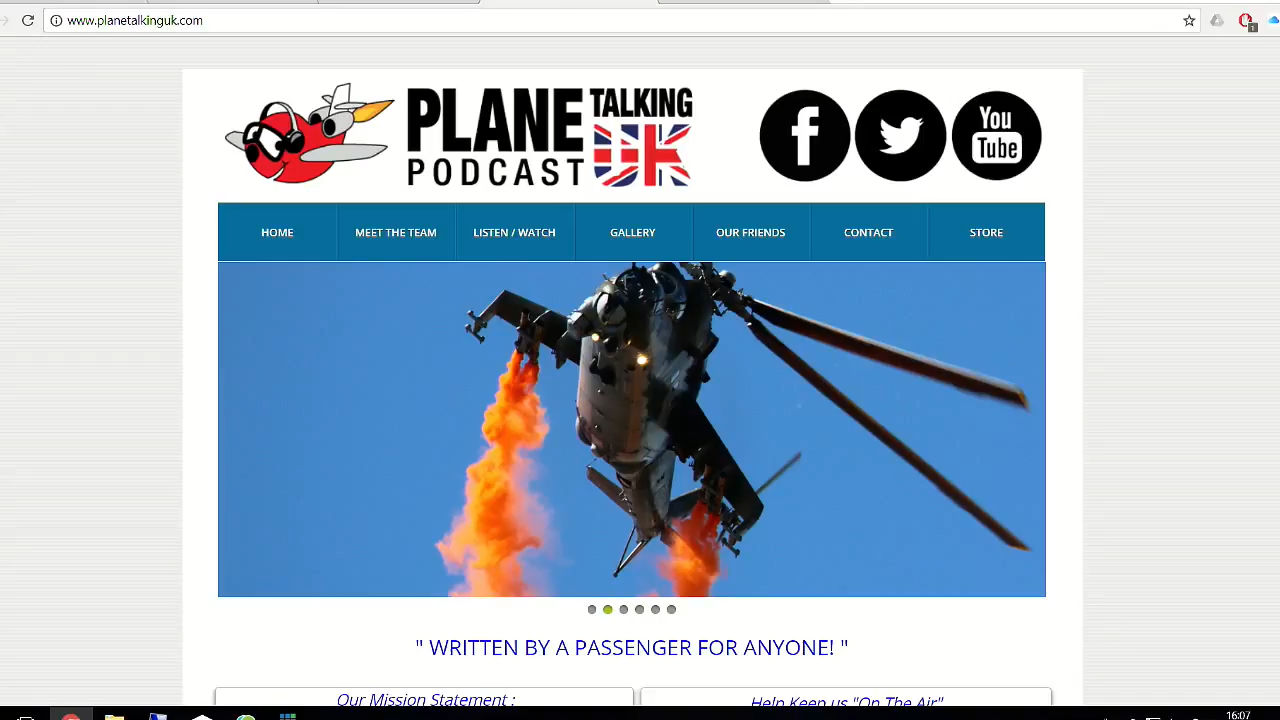 www.planetalkinguk.com
PLANE TALKING
PODCAST UK
You
Tube
HOME MEET THE TEAM LISTEN / WATCH GALLERY OUR FRIENDS CONTACT STORE
" WRITTEN BY A PASSENGER FOR ANYONE! "
Our Mission Statement :
Help Keep us "On The Air"
16:07